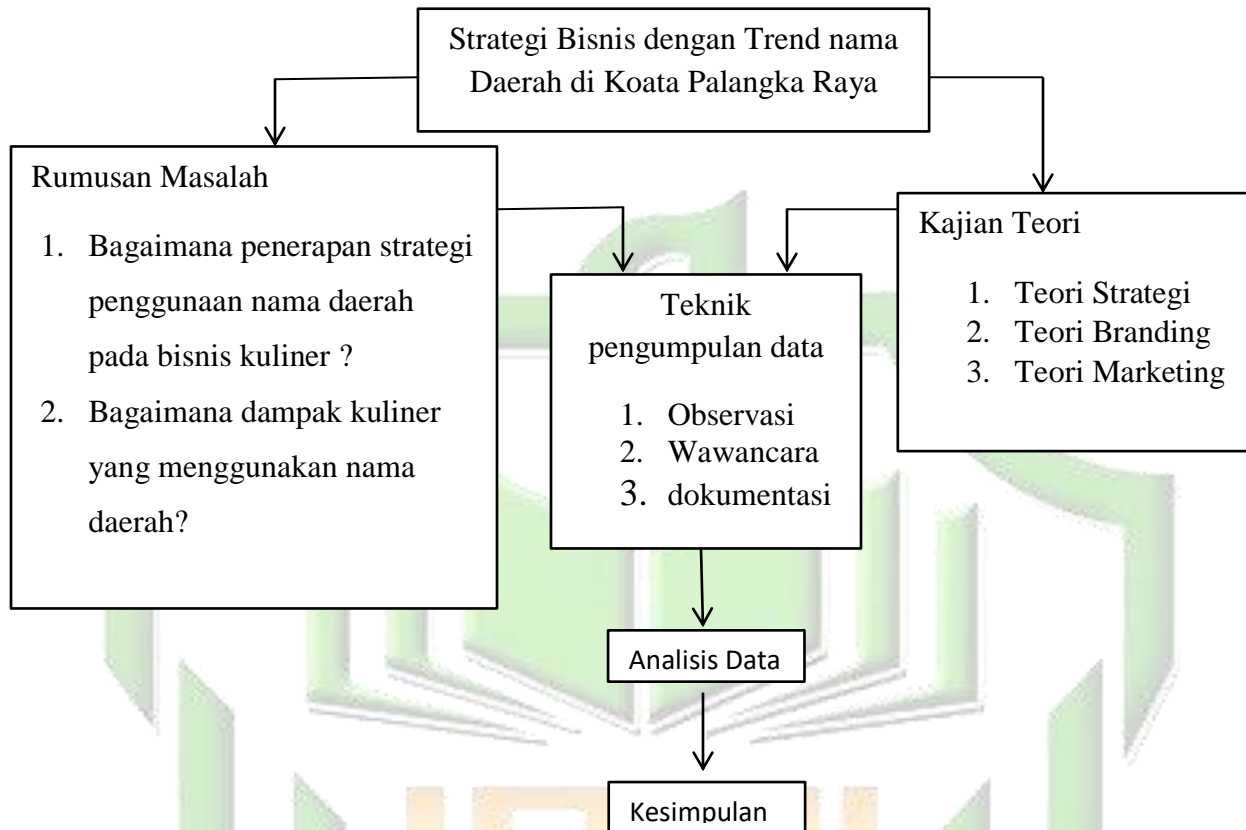 Strategi Bisnis dengan Trend nama
Daerah di Koata Palangka Raya
Rumusan Masalah
1. Bagaimana penerapan strategi
penggunaan nama daerah
pada bisnis kuliner ?
2. Bagaimana dampak kuliner
yang menggunakan nama
daerah?
Kajian Teori
1. Teori Strategi
2. Teori Branding
3. Teori Marketing
Teknik
pengumpulan data
1. Observasi
2. Wawancara
3. dokumentasi
Analisis Data
Kesimpulan